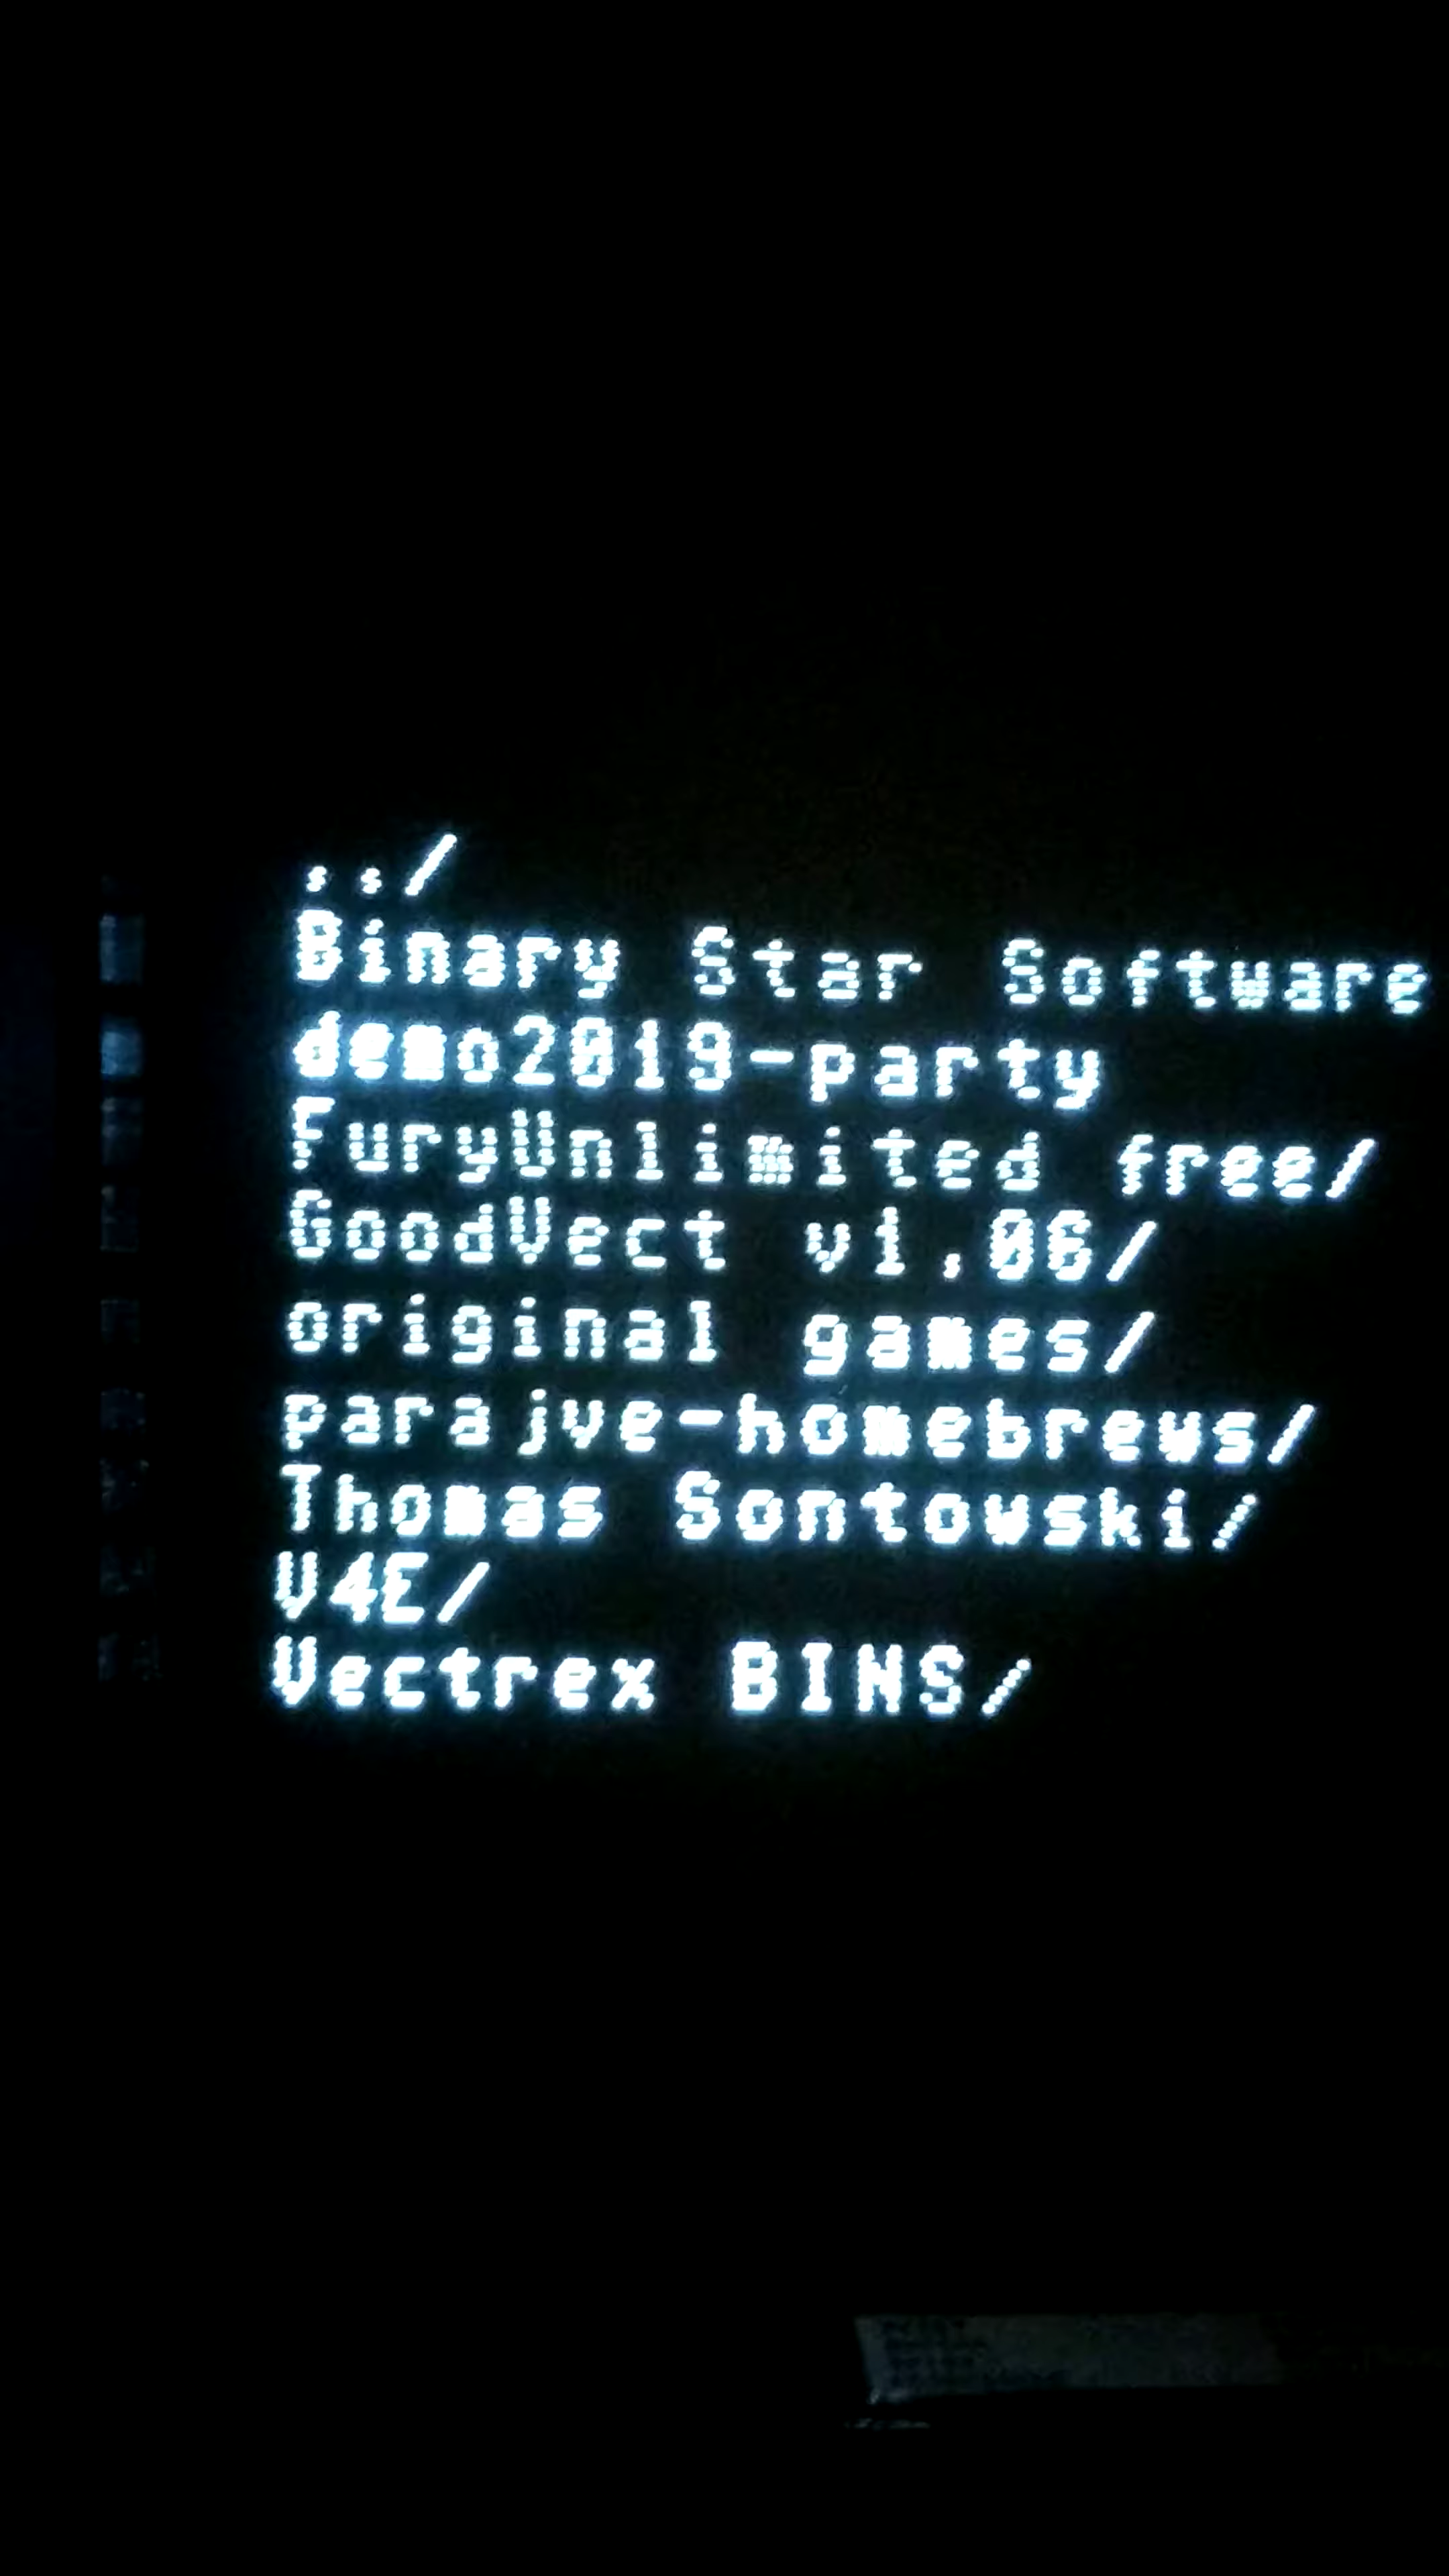 ../
Binary Star Software
demo2019-party
FuryUnlimited free/
GoodVect v1.06/
original games/
parajve-homebrews/
Thomas Sontowski/
V4E/
Vectrex BINS/